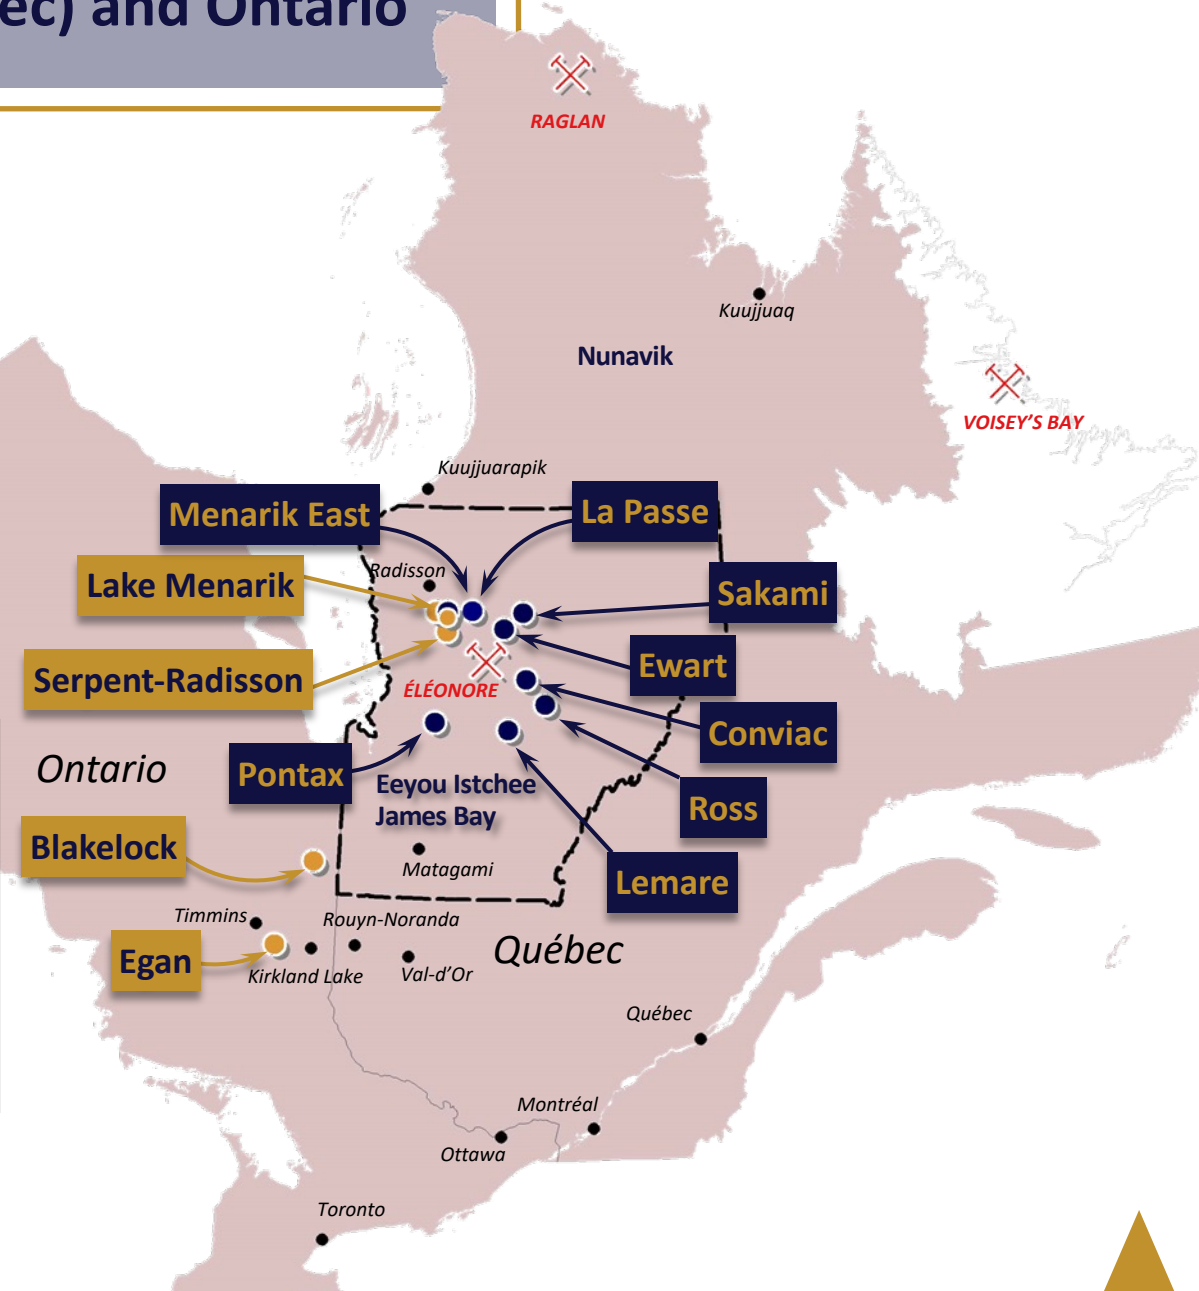 ec) and Ontario
RAGLAN
Kuujjuaq
Nunavik
VOISEY'S BAY
Kuujjuarapik
Menarik East
La Passe
Radisson
Lake Menarik
Sakami
Ewart
Serpent-Radisson
ÉLÉONORE
Conviac
Ontario
Pontax
Eeyou Istchee
James Bay
Ross
Blakelock
Matagami
Lemare
Timmins
Rouyn-Noranda
Egan
Kirkland Lake
Val-d'Or
Québec
Québec
Montréal
Ottawa
Toronto